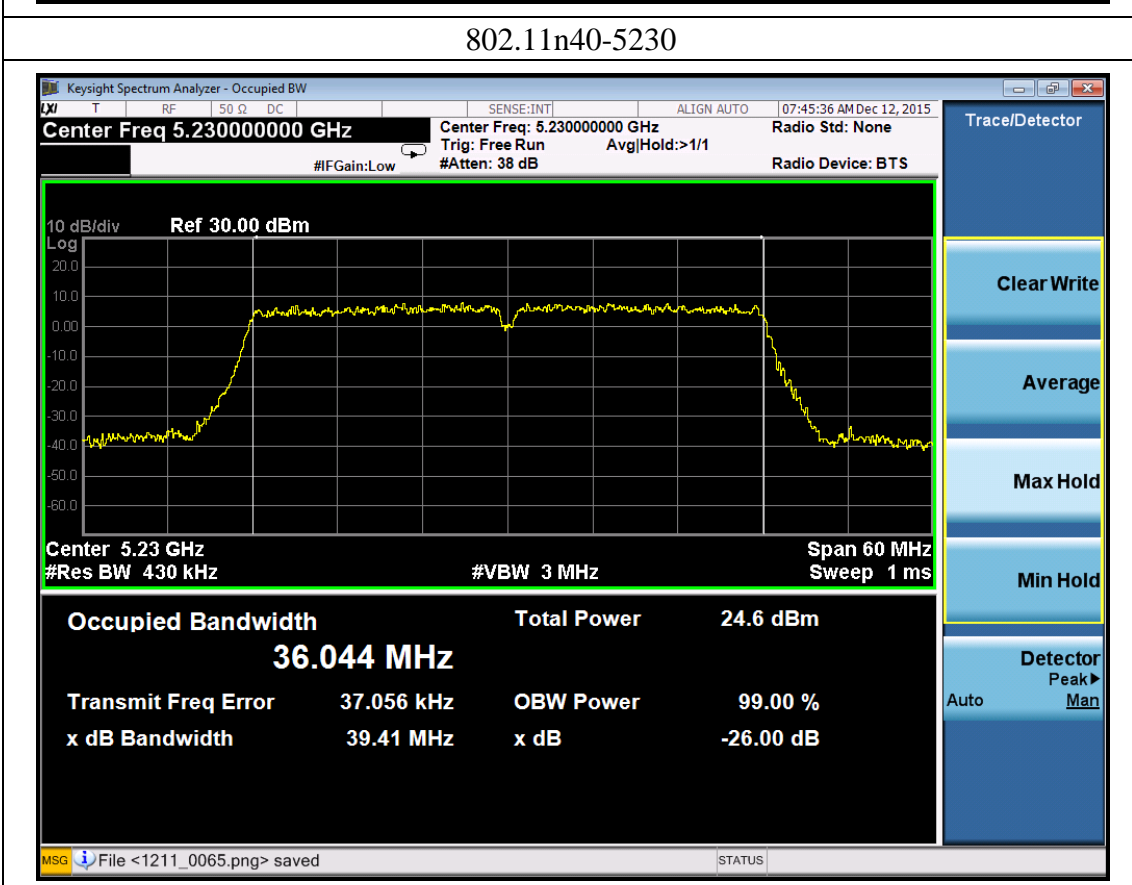 802.11n40-5230
Keysight Spectrum Analyzer - Occupied BW
LXI T RF 50 Ω DC SENSE:INT ALIGN AUTO 07:45:36 AM Dec 12, 2015
Center Freq 5.230000000 GHz
Center Freq: 5.230000000 GHz
Radio Std: None
Trig: Free Run Avg|Hold:>1/1
#IFGain:Low
#Atten: 38 dB
Radio Device: BTS
10 dB/div Ref 30.00 dBm
Log
20.0
10.0
0.00
-10.0
-20.0
-30.0
-40.0
-50.0
-60.0
Center 5.23 GHz Span 60 MHz
#Res BW 430 kHz #VBW 3 MHz Sweep 1 ms
Occupied Bandwidth Total Power 24.6 dBm
36.044 MHz
Transmit Freq Error 37.056 kHz OBW Power 99.00 %
x dB Bandwidth 39.41 MHz x dB -26.00 dB
MSG File <1211_0065.png> saved STATUS
Trace/Detector
Clear Write
Average
Max Hold
Min Hold
Detector
Peak▶
Auto Man